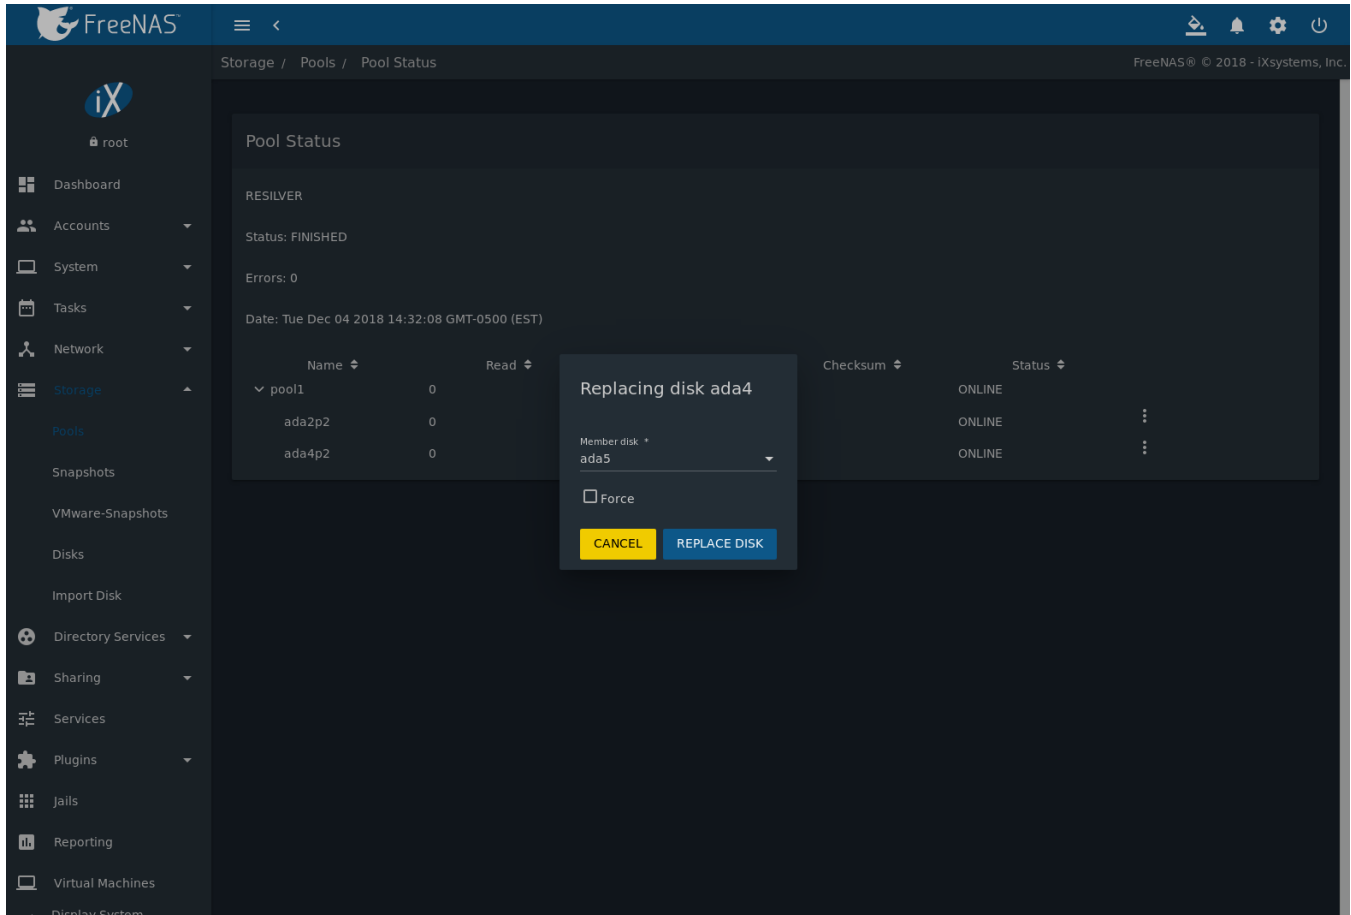 FreeNAS®
Storage / Pools / Pool Status
FreeNAS® © 2018 - iXsystems, Inc.
iX
root
Dashboard
Accounts
System
Tasks
Network
Storage
Pools
Snapshots
VMware-Snapshots
Disks
Import Disk
Directory Services
Sharing
Services
Plugins
Jails
Reporting
Virtual Machines
Display System
Pool Status
RESILVER
Status: FINISHED
Errors: 0
Date: Tue Dec 04 2018 14:32:08 GMT-0500 (EST)
Name Read Checksum Status
pool1 0 ONLINE
ada2p2 0 ONLINE
ada4p2 0 ONLINE
Replacing disk ada4
Member disk *
ada5
Force
CANCEL REPLACE DISK